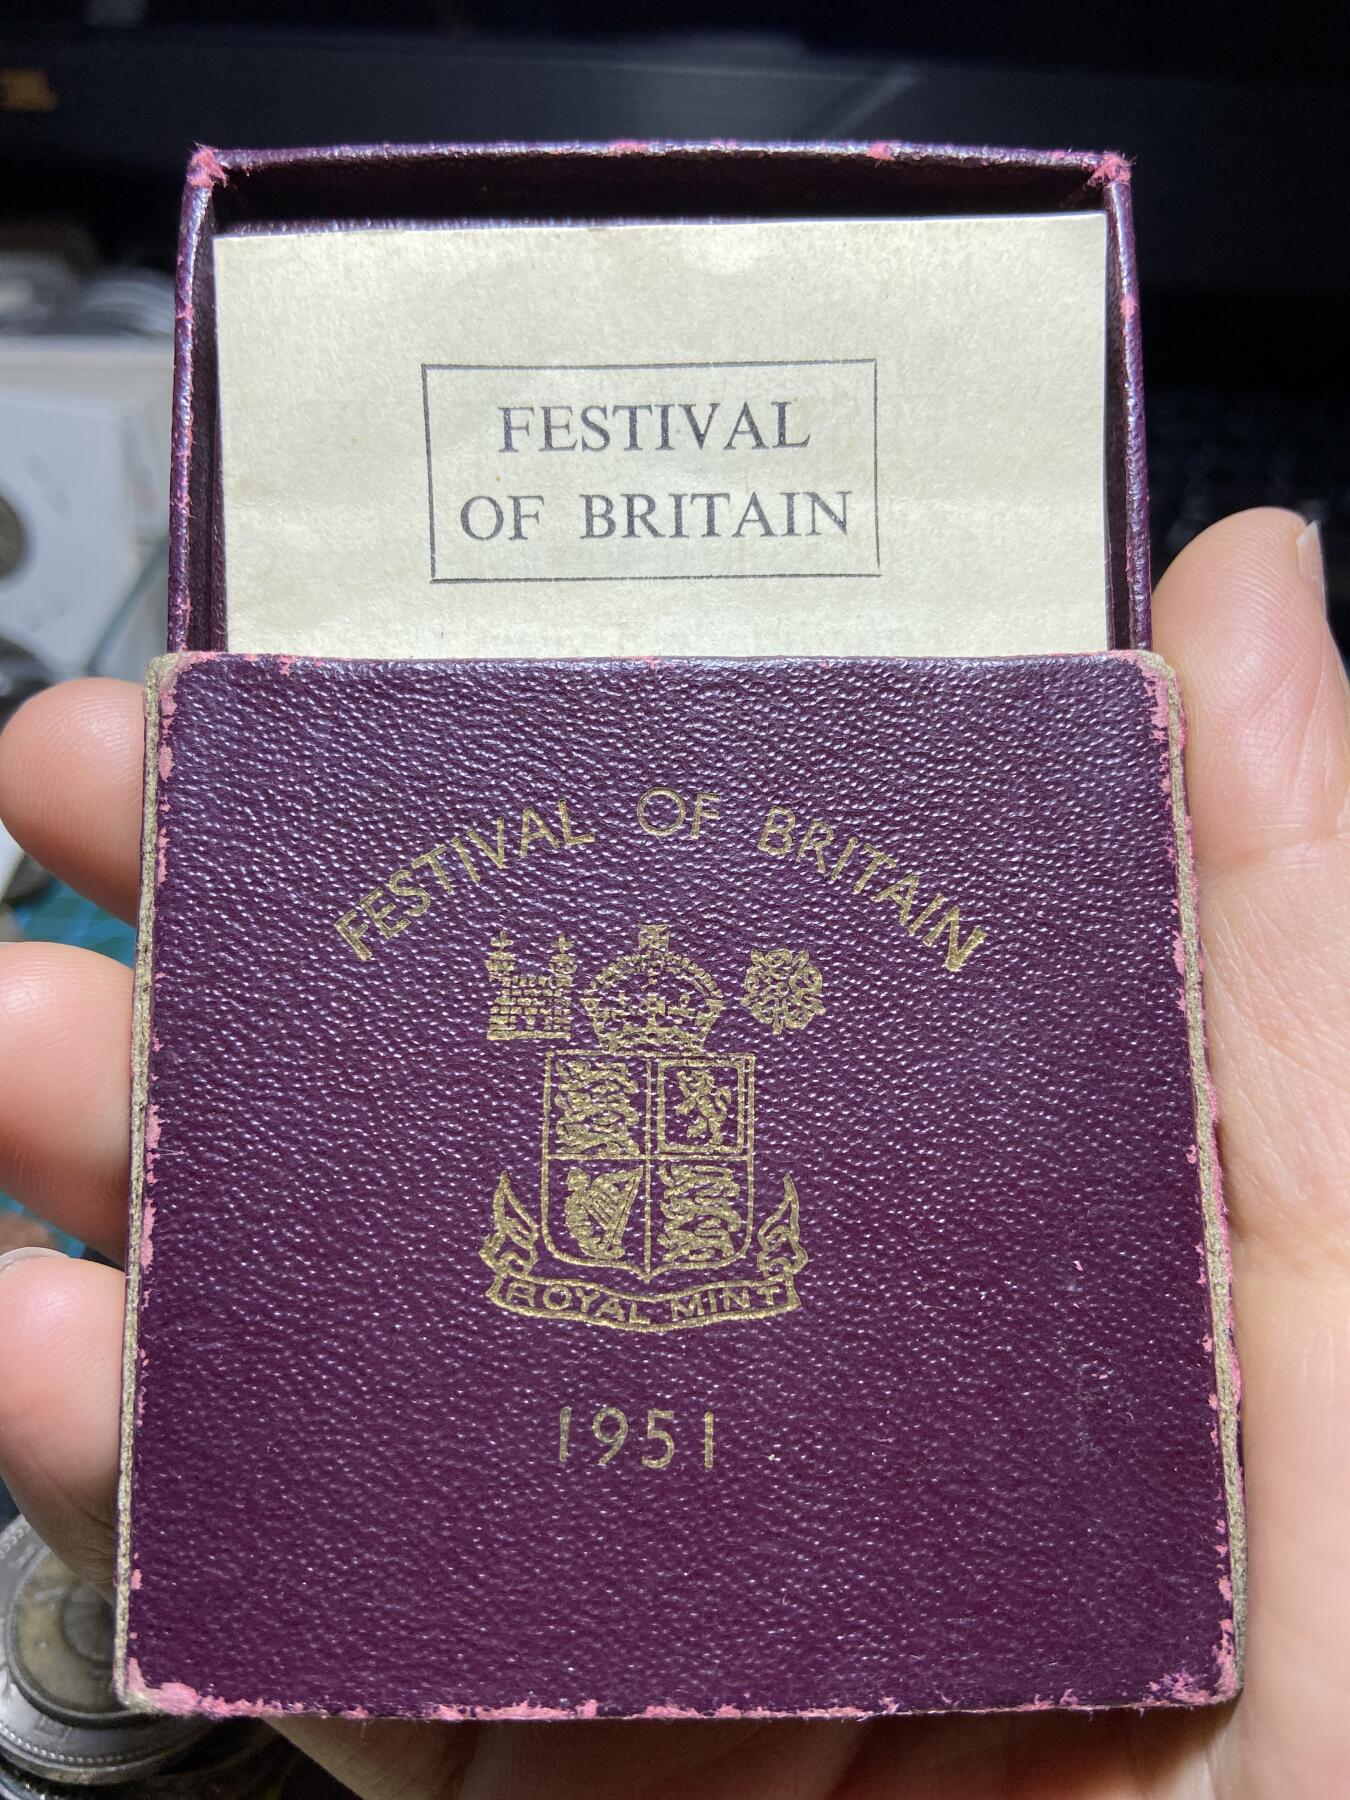 FESTIVAL
OF BRITAIN
FESTIVAL OF BRITAIN
ROYAL MINT
1951